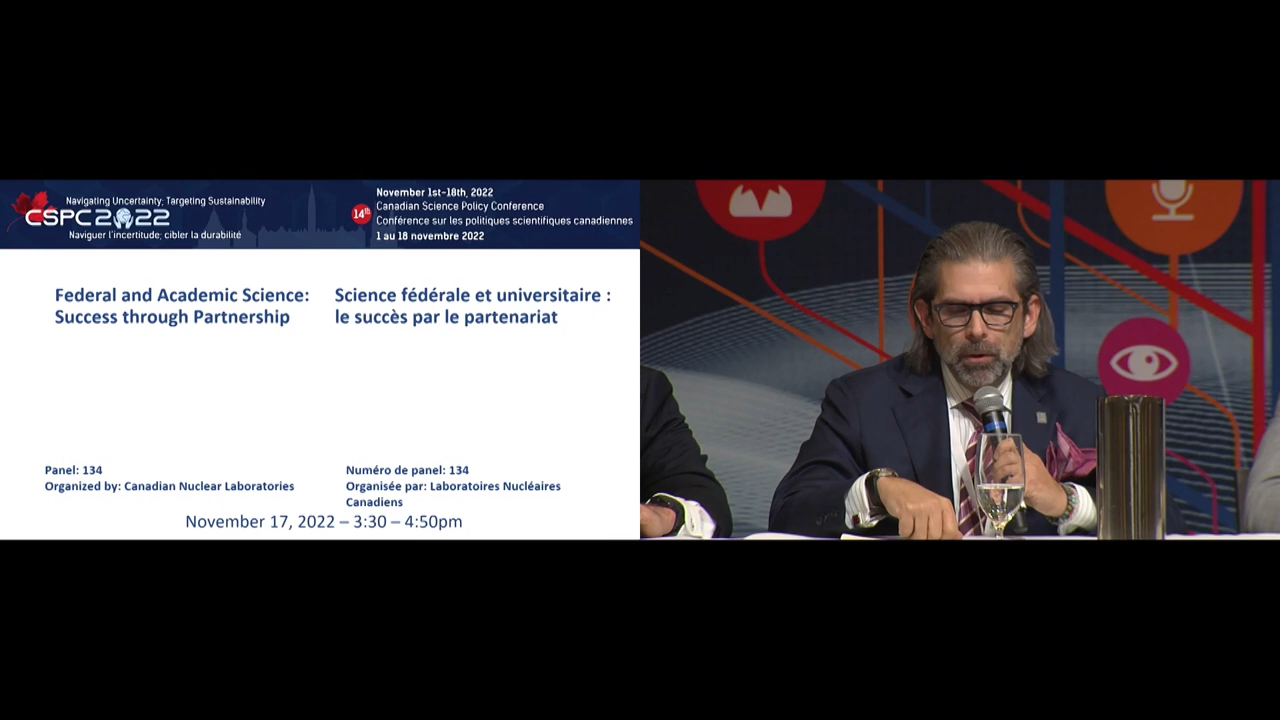 Navigating Uncertainty; Targeting Sustainability
CSPC2022
Naviguer l'incertitude; cibler la durabilité
14th
November 1st-18th, 2022
Canadian Science Policy Conference
Conférence sur les politiques scientifiques canadiennes
1 au 18 novembre 2022
Federal and Academic Science:
Success through Partnership
Science fédérale et universitaire :
le succès par le partenariat
Panel: 134
Organized by: Canadian Nuclear Laboratories
Numéro de panel: 134
Organisée par: Laboratoires Nucléaires
Canadiens
November 17, 2022 – 3:30 – 4:50pm